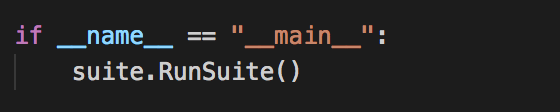 if __name__ == "__main__":
    suite.RunSuite()